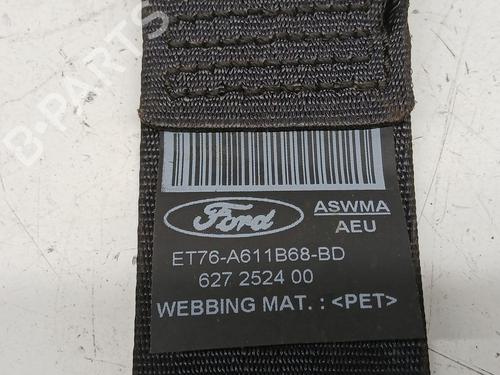 B-PARTS
Ford
ASWMA
AEU
ET76-A611B68-BD
627 2524 00
WEBBING MAT. : <PET>